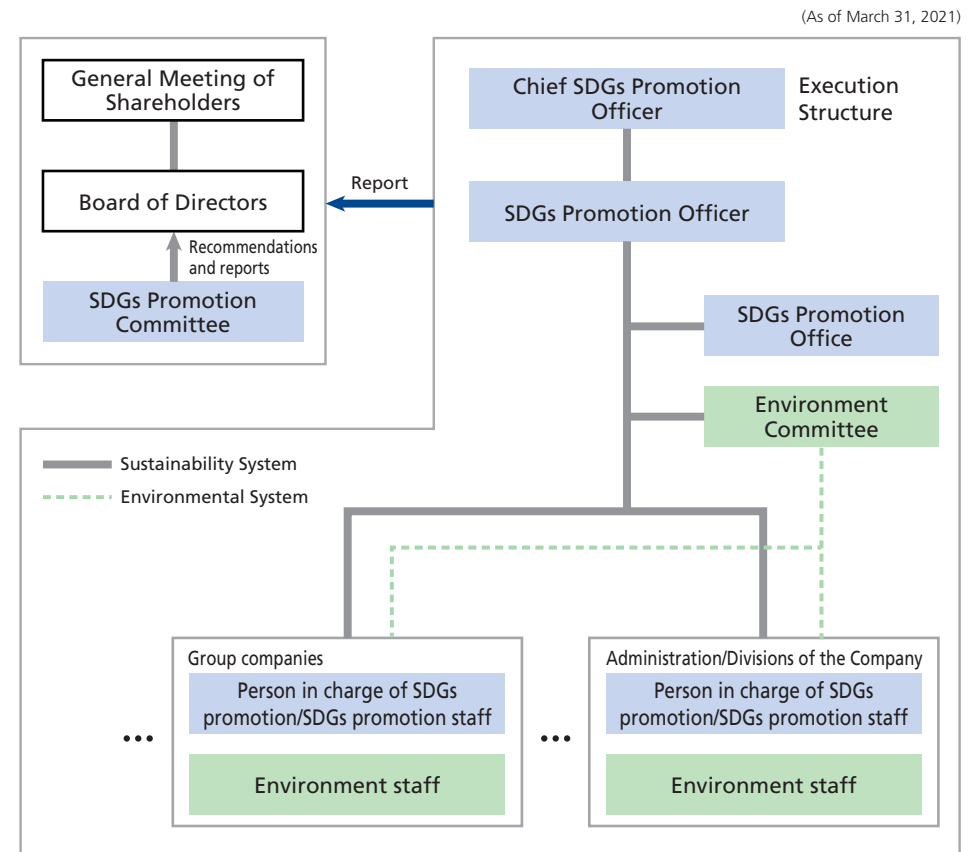 (As of March 31, 2021)
General Meeting of
Shareholders
Board of Directors
Recommendations
and reports
SDGs Promotion
Committee
Report
Chief SDGs Promotion
Officer
Execution
Structure
SDGs Promotion Officer
SDGs Promotion
Office
Environment
Committee
Sustainability System
Environmental System
Group companies
Person in charge of SDGs
promotion/SDGs promotion staff
Environment staff
...
Administration/Divisions of the Company
Person in charge of SDGs
promotion/SDGs promotion staff
Environment staff
...